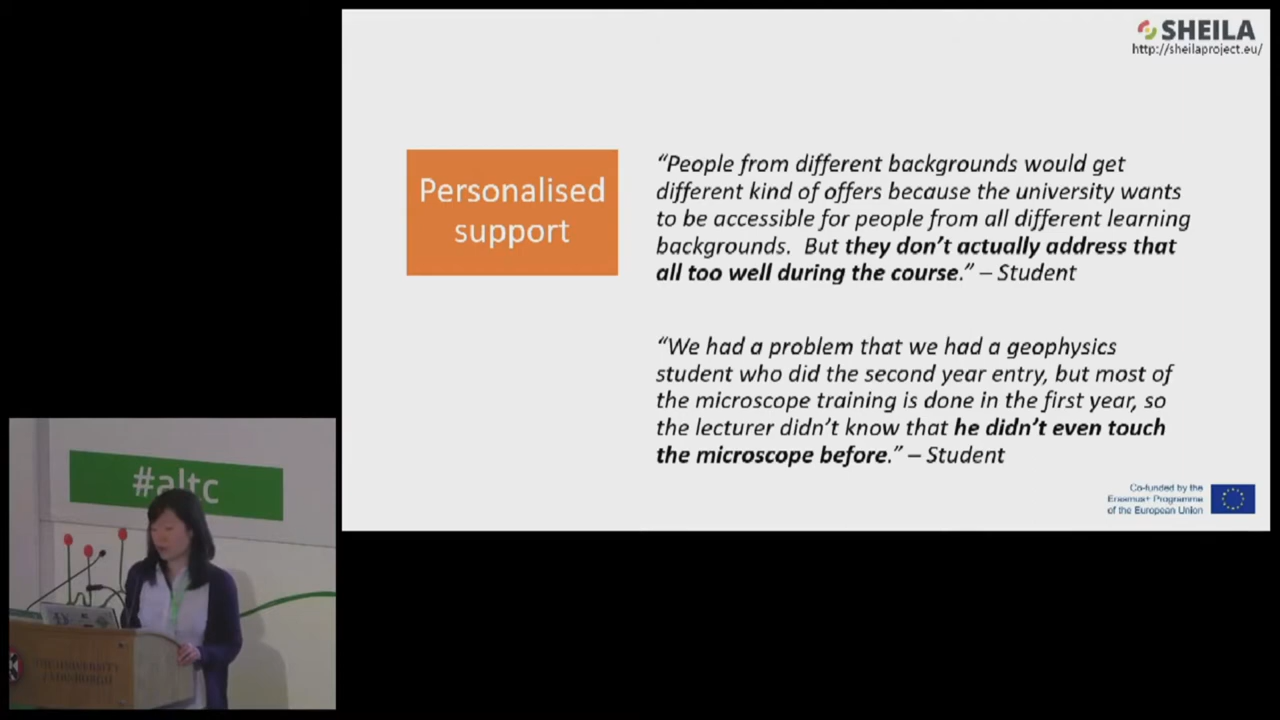 SHEILA
http://sheilaproject.eu/
Personalised
support
“People from different backgrounds would get
different kind of offers because the university wants
to be accessible for people from all different learning
backgrounds.  But they don’t actually address that
all too well during the course.” – Student
“We had a problem that we had a geophysics
student who did the second year entry, but most of
the microscope training is done in the first year, so
the lecturer didn’t know that he didn’t even touch
the microscope before.” – Student
Co-funded by the
Erasmus+ Programme
of the European Union
#altc
THE UNIVERSITY
of EDINBURGH